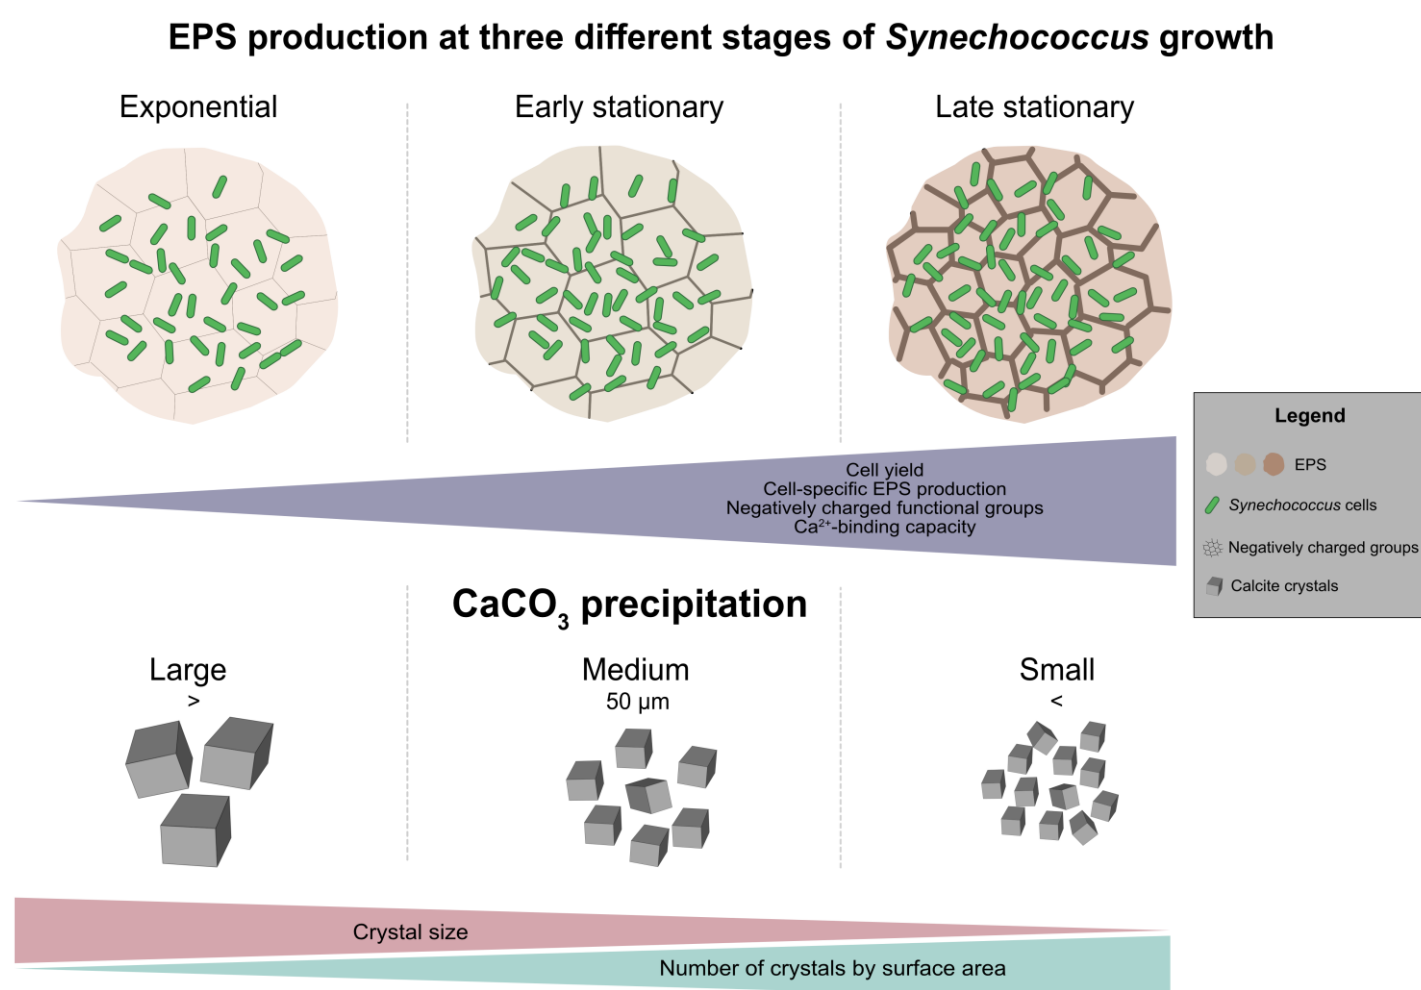 EPS production at three different stages of Synechococcus growth
Exponential
Early stationary
Late stationary
Cell yield
Cell-specific EPS production
Negatively charged functional groups
Ca²⁺-binding capacity
Legend
EPS
Synechococcus cells
Negatively charged groups
Calcite crystals
CaCO₃ precipitation
Large
>
Medium
50 µm
Small
<
Crystal size
Number of crystals by surface area